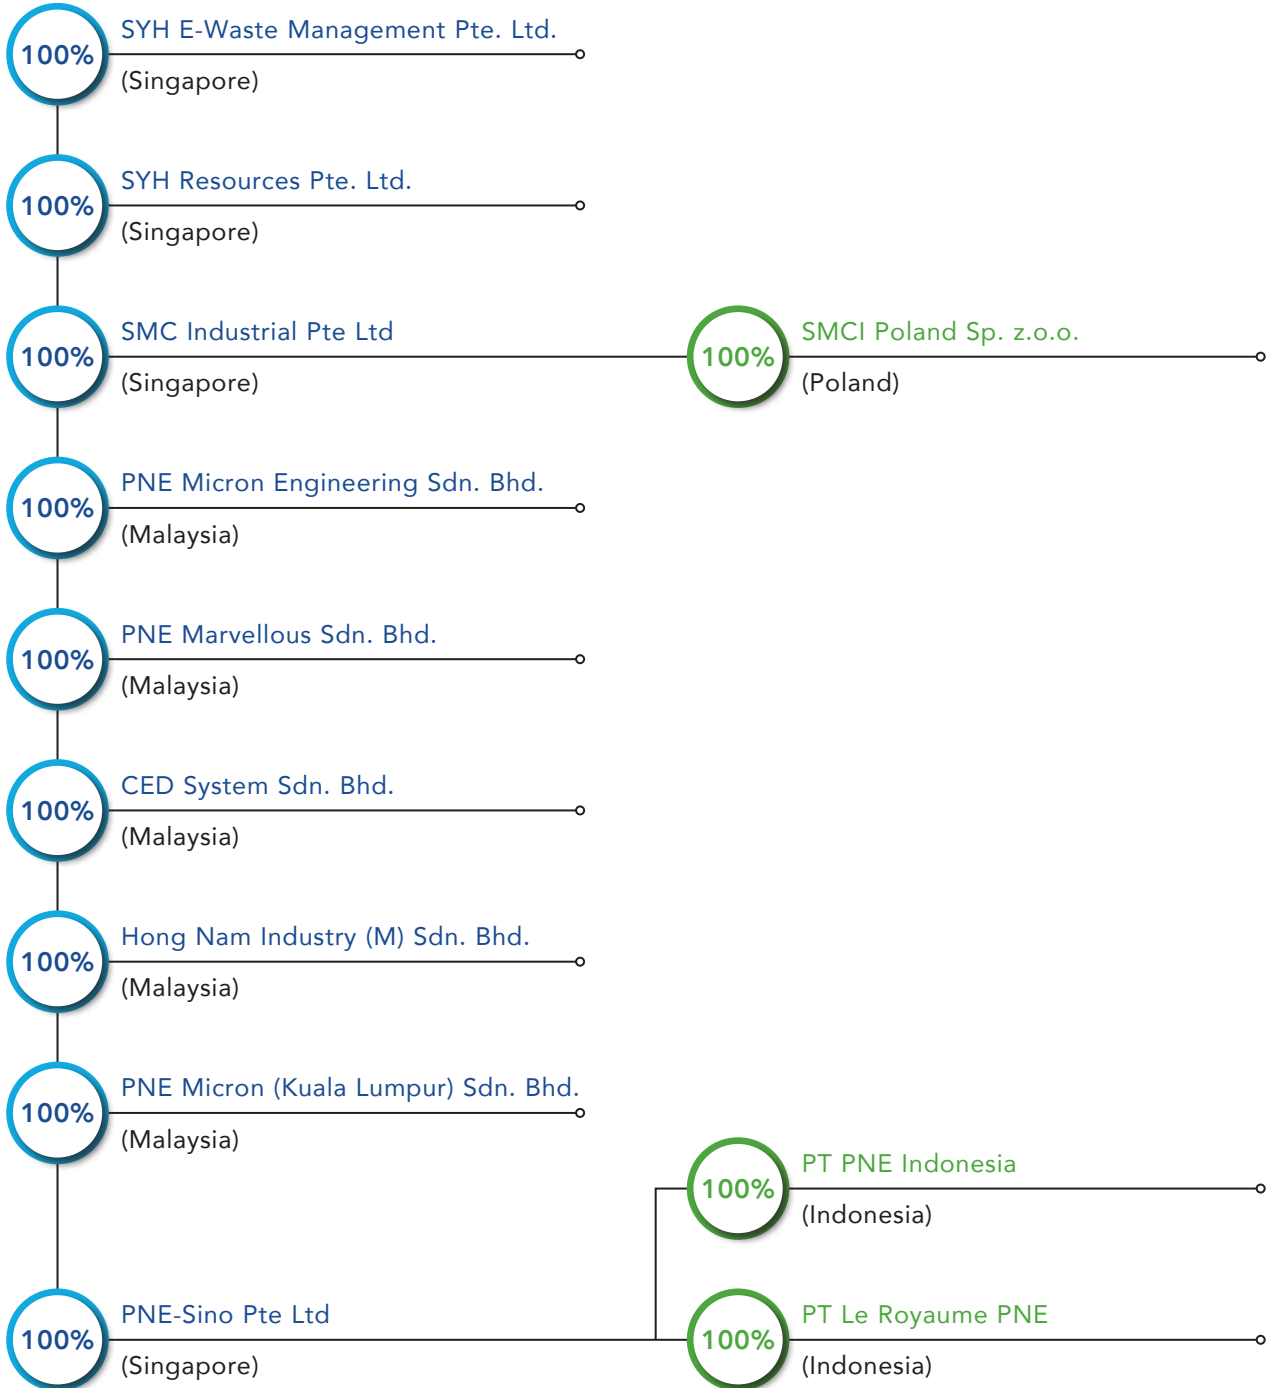 SYH E-Waste Management Pte. Ltd.
100%
(Singapore)
SYH Resources Pte. Ltd.
100%
(Singapore)
SMC Industrial Pte Ltd
100%
(Singapore)
SMCI Poland Sp. z.o.o.
100%
(Poland)
PNE Micron Engineering Sdn. Bhd.
100%
(Malaysia)
PNE Marvellous Sdn. Bhd.
100%
(Malaysia)
CED System Sdn. Bhd.
100%
(Malaysia)
Hong Nam Industry (M) Sdn. Bhd.
100%
(Malaysia)
PNE Micron (Kuala Lumpur) Sdn. Bhd.
100%
(Malaysia)
PT PNE Indonesia
100%
(Indonesia)
PNE-Sino Pte Ltd
100%
(Singapore)
PT Le Royaume PNE
100%
(Indonesia)